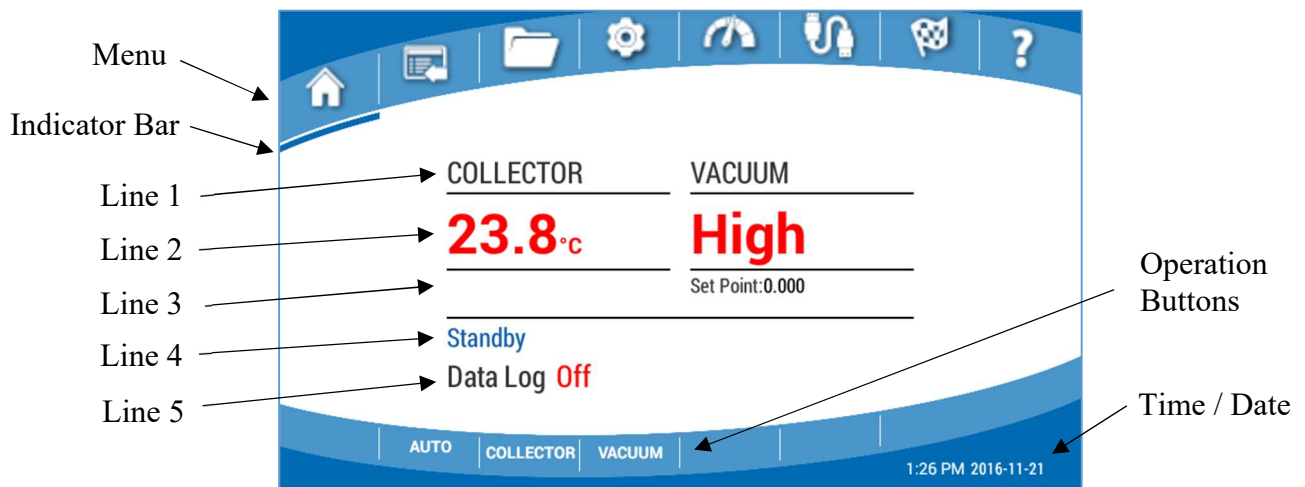 Menu
Indicator Bar
Line 1
COLLECTOR VACUUM
Line 2
23.8°C High
Line 3
Set Point:0.000
Line 4
Standby
Line 5
Data Log Off
Operation
Buttons
Time / Date
AUTO COLLECTOR VACUUM
1:26 PM 2016-11-21
?